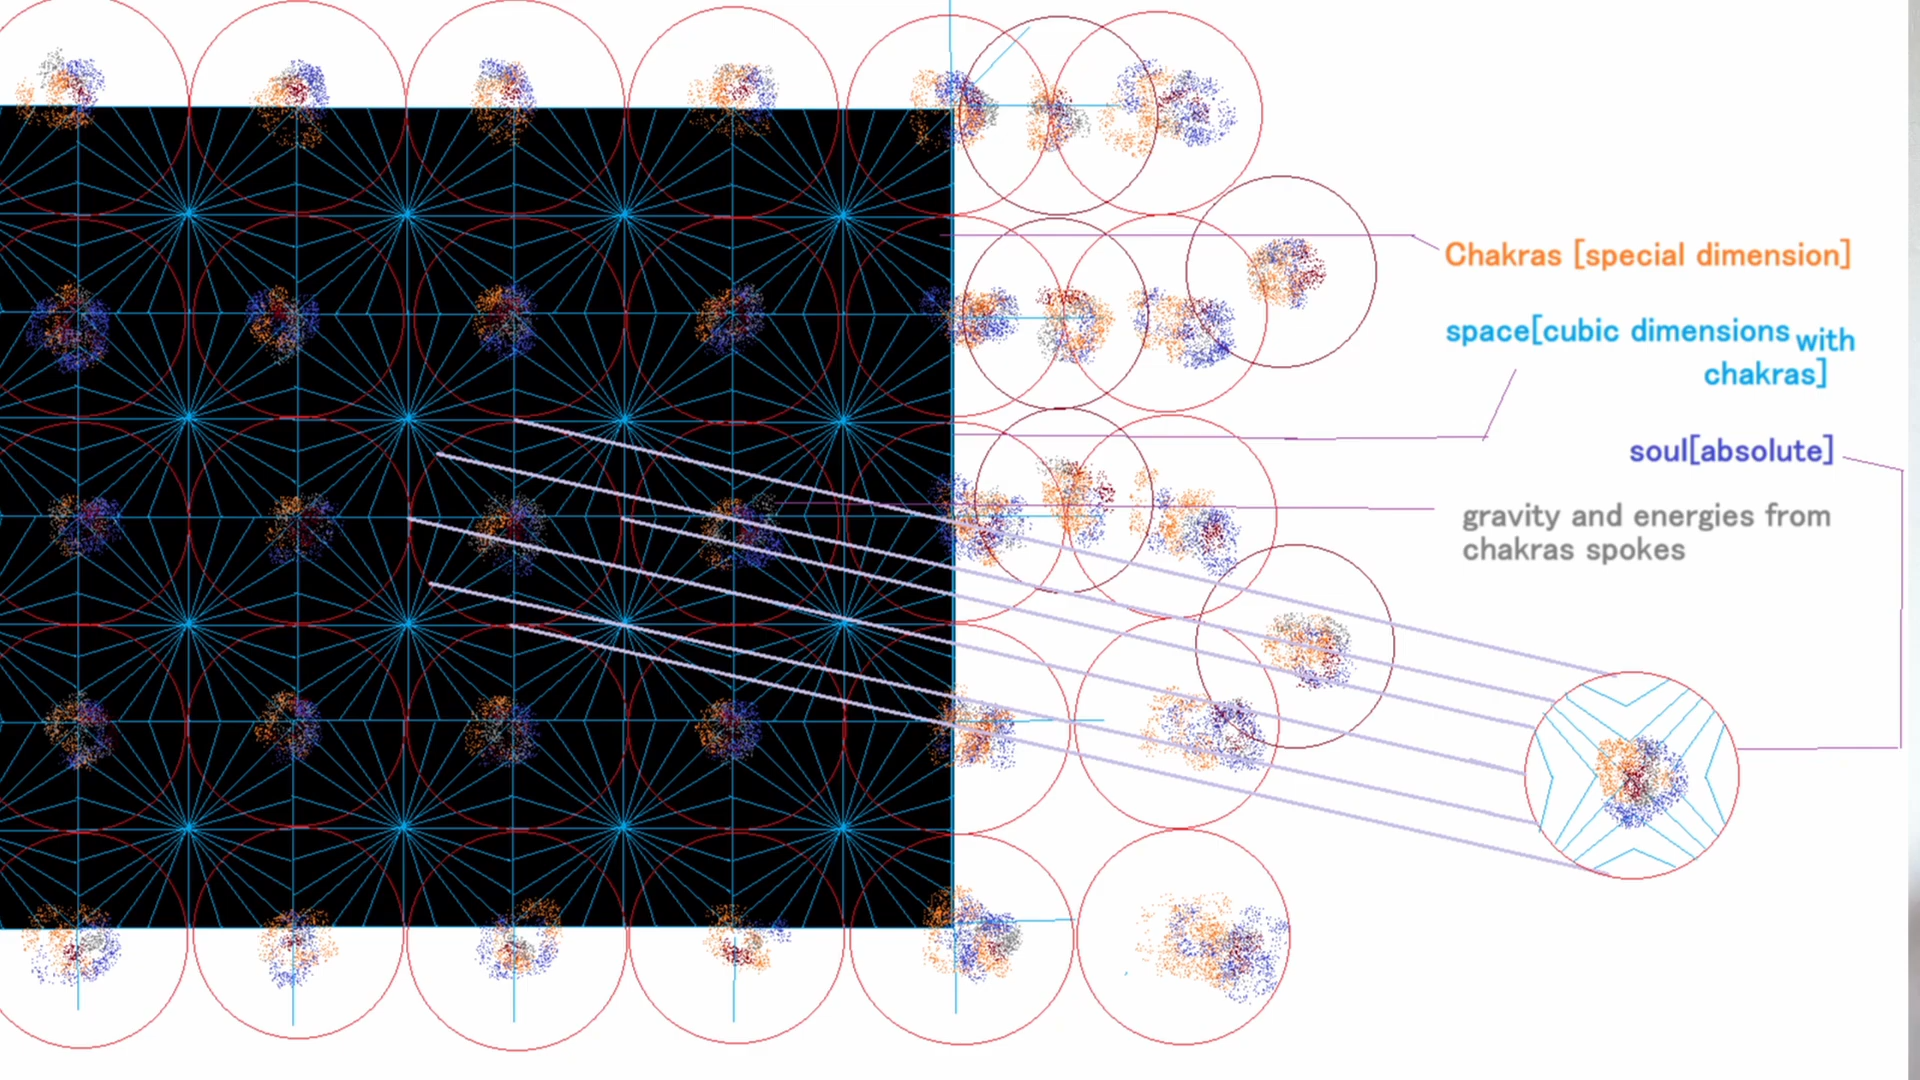 Chakras [special dimension]
space[cubic dimensions with
chakras]
soul[absolute]
gravity and energies from
chakras spokes